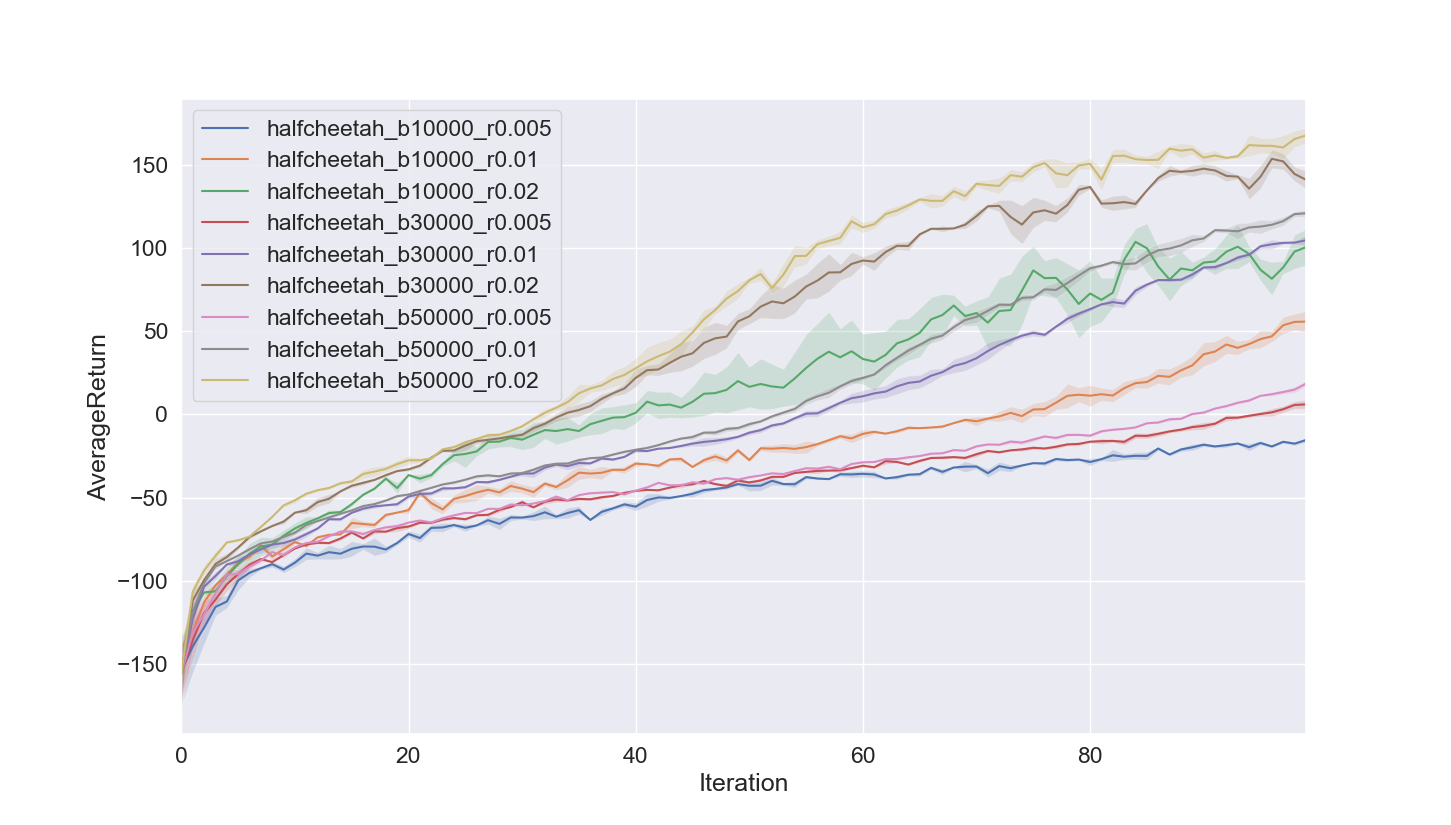 halfcheetah_b10000_r0.005
halfcheetah_b10000_r0.01
halfcheetah_b10000_r0.02
halfcheetah_b30000_r0.005
halfcheetah_b30000_r0.01
halfcheetah_b30000_r0.02
halfcheetah_b50000_r0.005
halfcheetah_b50000_r0.01
halfcheetah_b50000_r0.02
AverageReturn
150
100
50
0
−50
−100
−150
0 20 40 60 80
Iteration